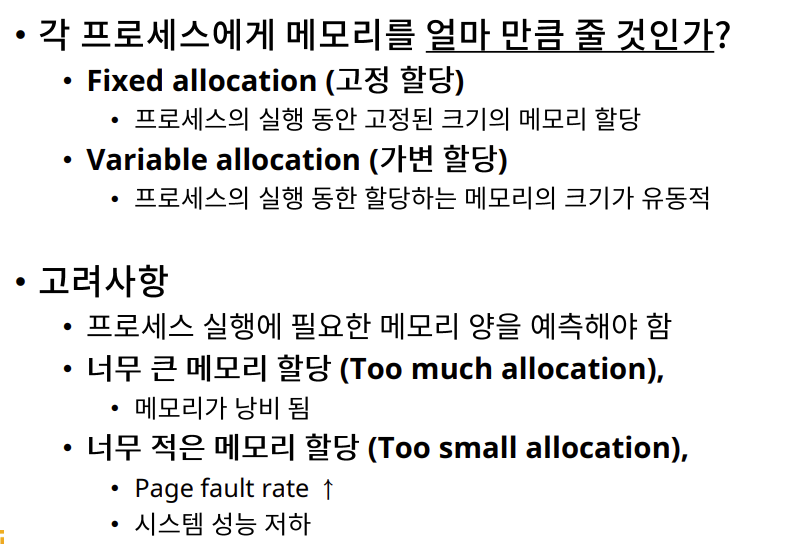 • 각 프로세스에게 메모리를 얼마 만큼 줄 것인가?
• Fixed allocation (고정 할당)
• 프로세스의 실행 동안 고정된 크기의 메모리 할당
• Variable allocation (가변 할당)
• 프로세스의 실행 동한 할당하는 메모리의 크기가 유동적
• 고려사항
• 프로세스 실행에 필요한 메모리 양을 예측해야 함
• 너무 큰 메모리 할당 (Too much allocation),
• 메모리가 낭비 됨
• 너무 적은 메모리 할당 (Too small allocation),
• Page fault rate ↑
• 시스템 성능 저하